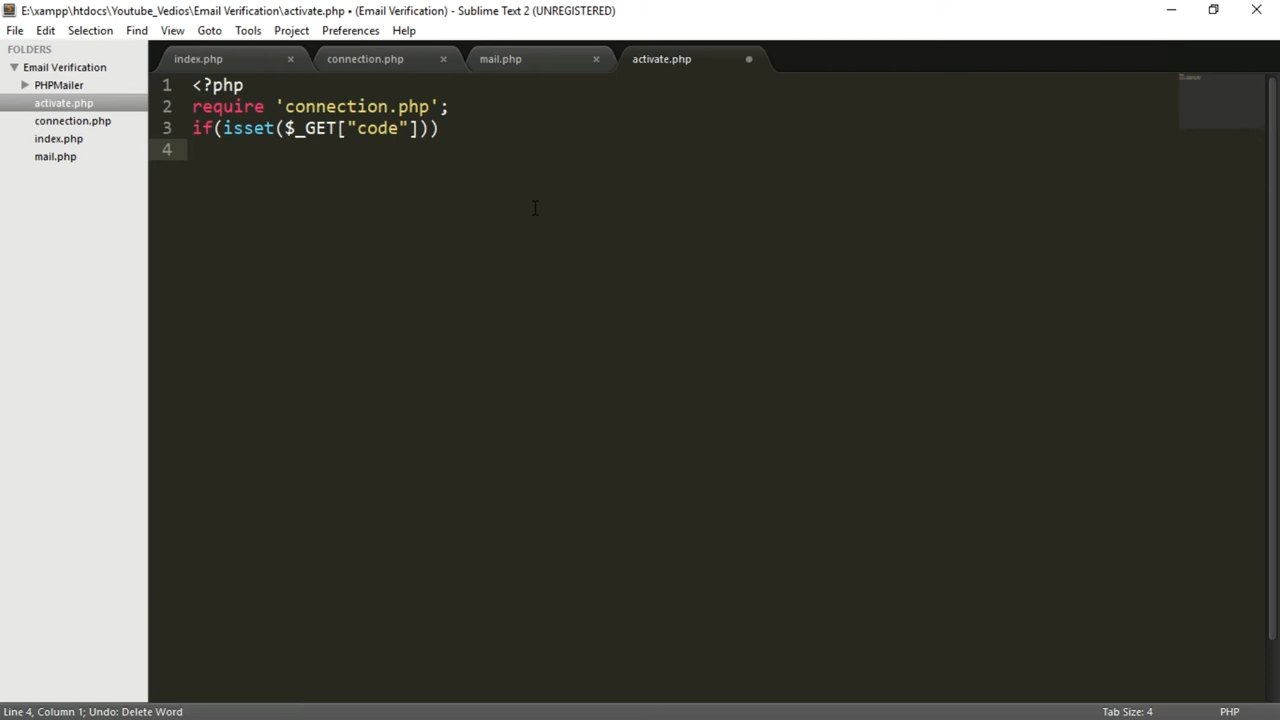 E:\xampp\htdocs\Youtube_Vedios\Email Verification\activate.php • (Email Verification) - Sublime Text 2 (UNREGISTERED)
File Edit Selection Find View Goto Tools Project Preferences Help
FOLDERS
Email Verification
PHPMailer
activate.php
connection.php
index.php
mail.php
index.php × connection.php × mail.php × activate.php
1 <?php
2 require 'connection.php';
3 if(isset($_GET["code"]))
4
Line 4, Column 1; Undo: Delete Word
Tab Size: 4
PHP